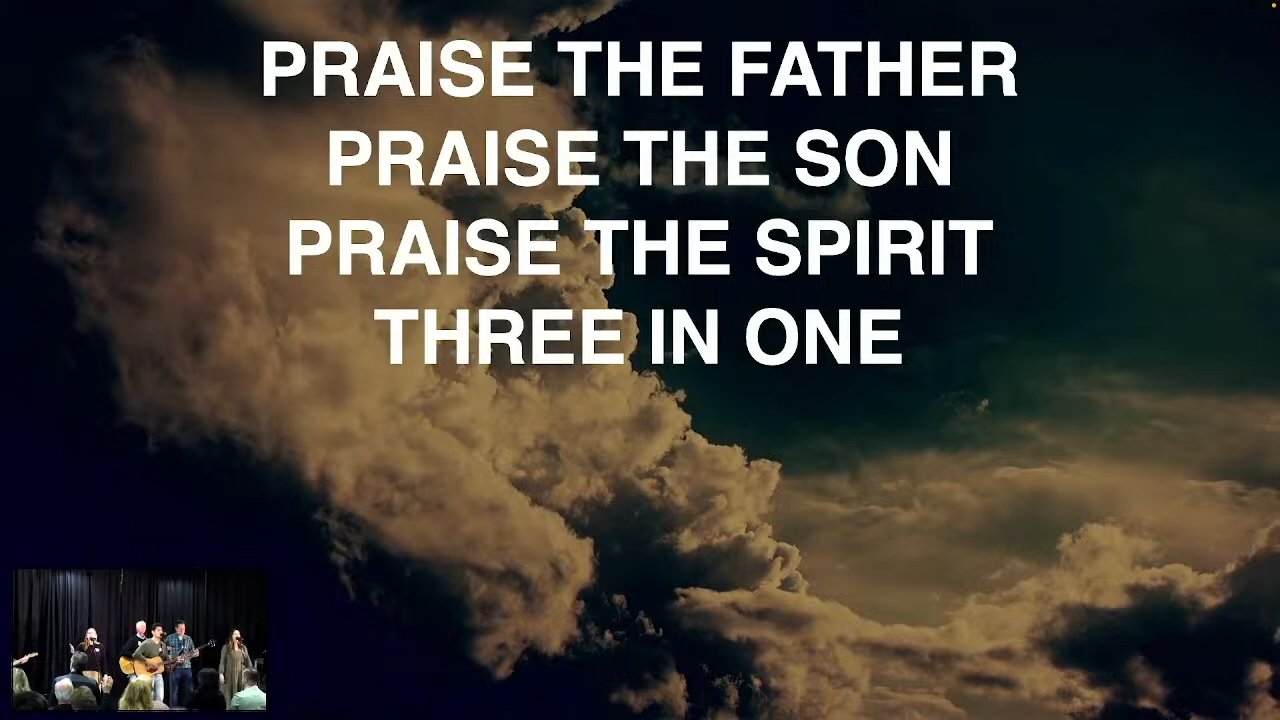 PRAISE THE FATHER
PRAISE THE SON
PRAISE THE SPIRIT
THREE IN ONE